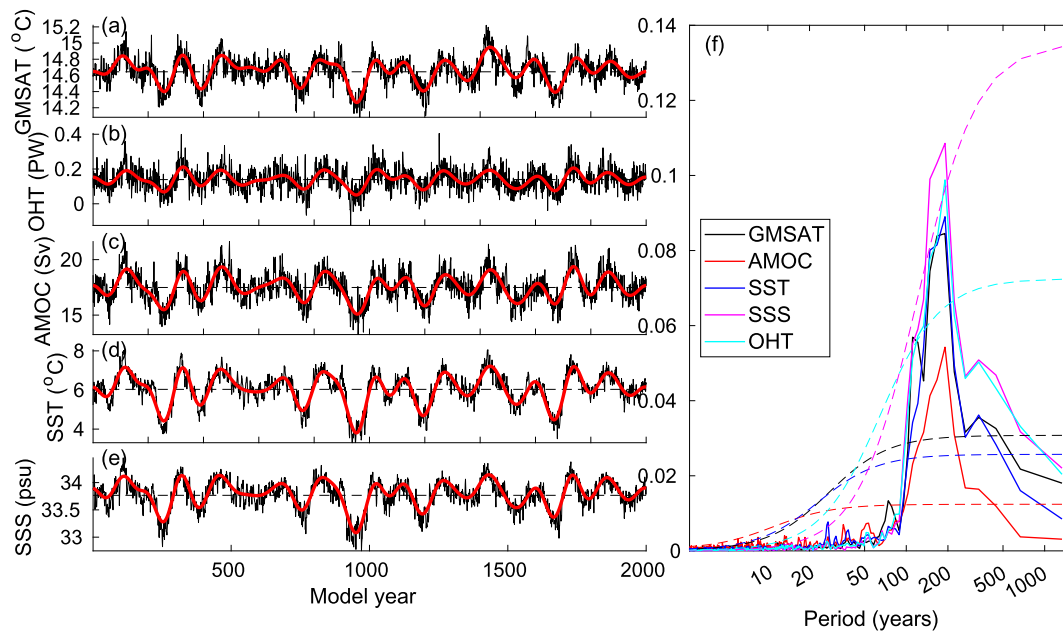 (a)
15.2
15
14.8
14.6
14.4
14.2
GMSAT (°C)
(b)
0.4
0.2
0
OHT (PW)
(c)
20
15
AMOC (Sv)
(d)
8
6
4
SST (°C)
(e)
34
33.5
33
SSS (psu)
500
1000
1500
2000
Model year
(f)
0.14
0.12
0.1
0.08
0.06
0.04
0.02
0
GMSAT
AMOC
SST
SSS
OHT
10
20
50
100
200
500
1000
Period (years)